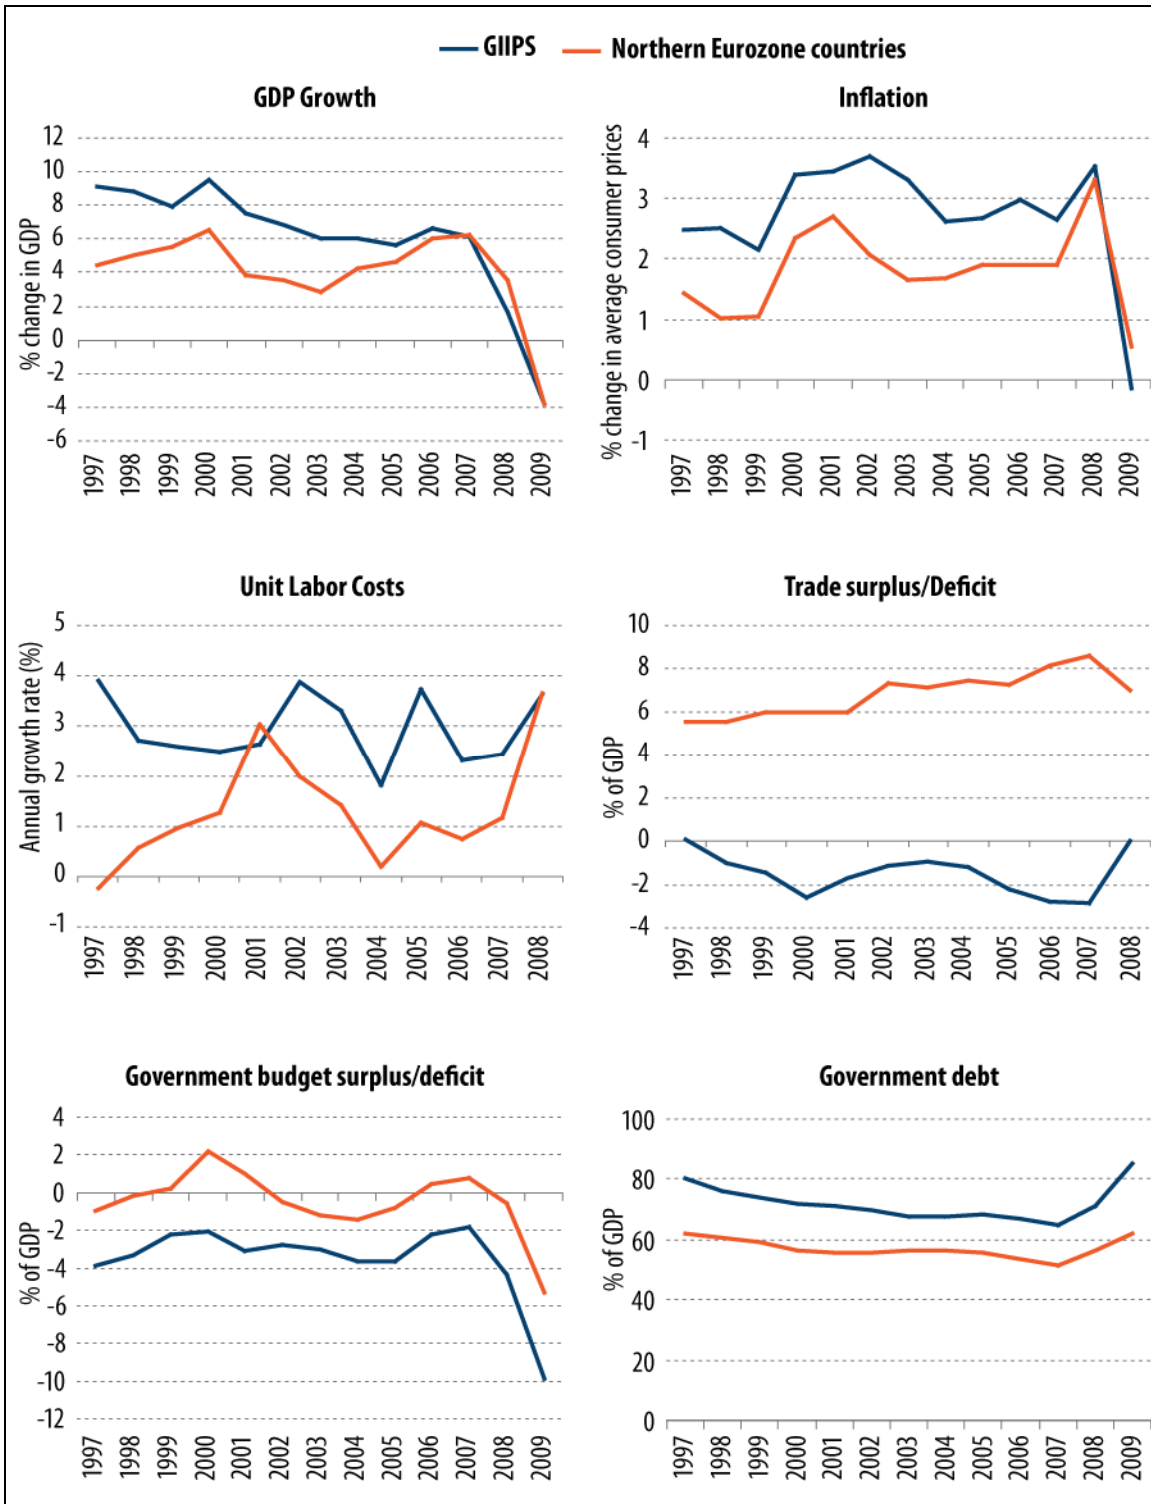 GIIPS Northern Eurozone countries
GDP Growth
% change in GDP
12
10
8
6
4
2
0
-2
-4
-6
1997 1998 1999 2000 2001 2002 2003 2004 2005 2006 2007 2008 2009
Inflation
% change in average consumer prices
4
3
2
1
0
-1
1997 1998 1999 2000 2001 2002 2003 2004 2005 2006 2007 2008 2009
Unit Labor Costs
Annual growth rate (%)
5
4
3
2
1
0
-1
1997 1998 1999 2000 2001 2002 2003 2004 2005 2006 2007 2008
Trade surplus/Deficit
% of GDP
10
8
6
4
2
0
-2
-4
1997 1998 1999 2000 2001 2002 2003 2004 2005 2006 2007 2008
Government budget surplus/deficit
% of GDP
4
2
0
-2
-4
-6
-8
-10
-12
1997 1998 1999 2000 2001 2002 2003 2004 2005 2006 2007 2008 2009
Government debt
% of GDP
100
80
60
40
20
0
1997 1998 1999 2000 2001 2002 2003 2004 2005 2006 2007 2008 2009